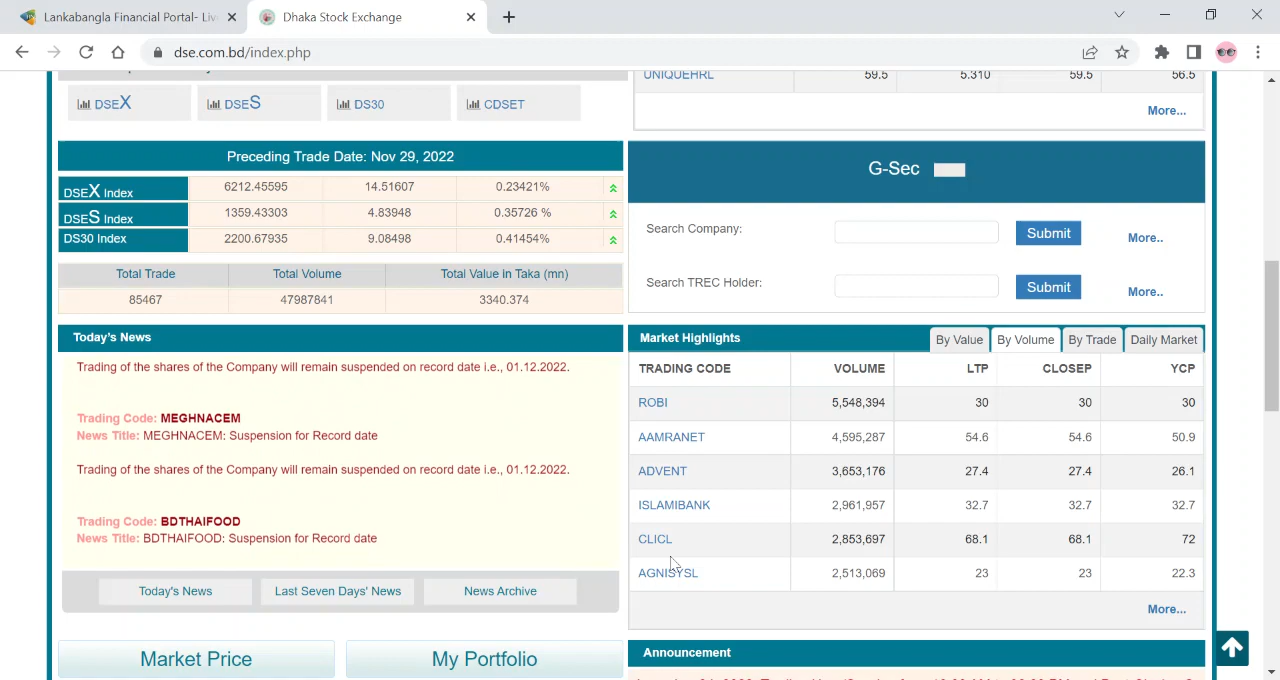 Lankabangla Financial Portal- Liv
Dhaka Stock Exchange
dse.com.bd/index.php
DSEX
DSES
DS30
CDSET
Preceding Trade Date: Nov 29, 2022
DSEX Index 6212.45595 14.51607 0.23421%
DSES Index 1359.43303 4.83948 0.35726 %
DS30 Index 2200.67935 9.08498 0.41454%
Total Trade Total Volume Total Value in Taka (mn)
85467 47987841 3340.374
Today's News
Trading of the shares of the Company will remain suspended on record date i.e., 01.12.2022.
Trading Code: MEGHNACEM
News Title: MEGHNACEM: Suspension for Record date
Trading of the shares of the Company will remain suspended on record date i.e., 01.12.2022.
Trading Code: BDTHAIFOOD
News Title: BDTHAIFOOD: Suspension for Record date
Today's News Last Seven Days' News News Archive
Market Price My Portfolio
UNIQUEHRL 59.5 5.310 59.5 56.5
More...
G-Sec
Search Company: Submit More..
Search TREC Holder: Submit More..
Market Highlights By Value By Volume By Trade Daily Market
TRADING CODE VOLUME LTP CLOSEP YCP
ROBI 5,548,394 30 30 30
AAMRANET 4,595,287 54.6 54.6 50.9
ADVENT 3,653,176 27.4 27.4 26.1
ISLAMIBANK 2,961,957 32.7 32.7 32.7
CLICL 2,853,697 68.1 68.1 72
AGNISYSL 2,513,069 23 23 22.3
More...
Announcement